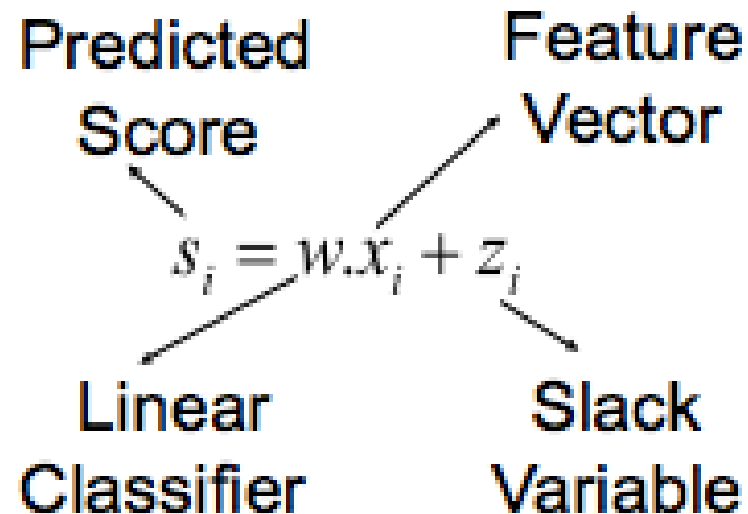 Predicted
Score
Feature
Vector
s_i = w.x_i + z_i
Linear
Classifier
Slack
Variable